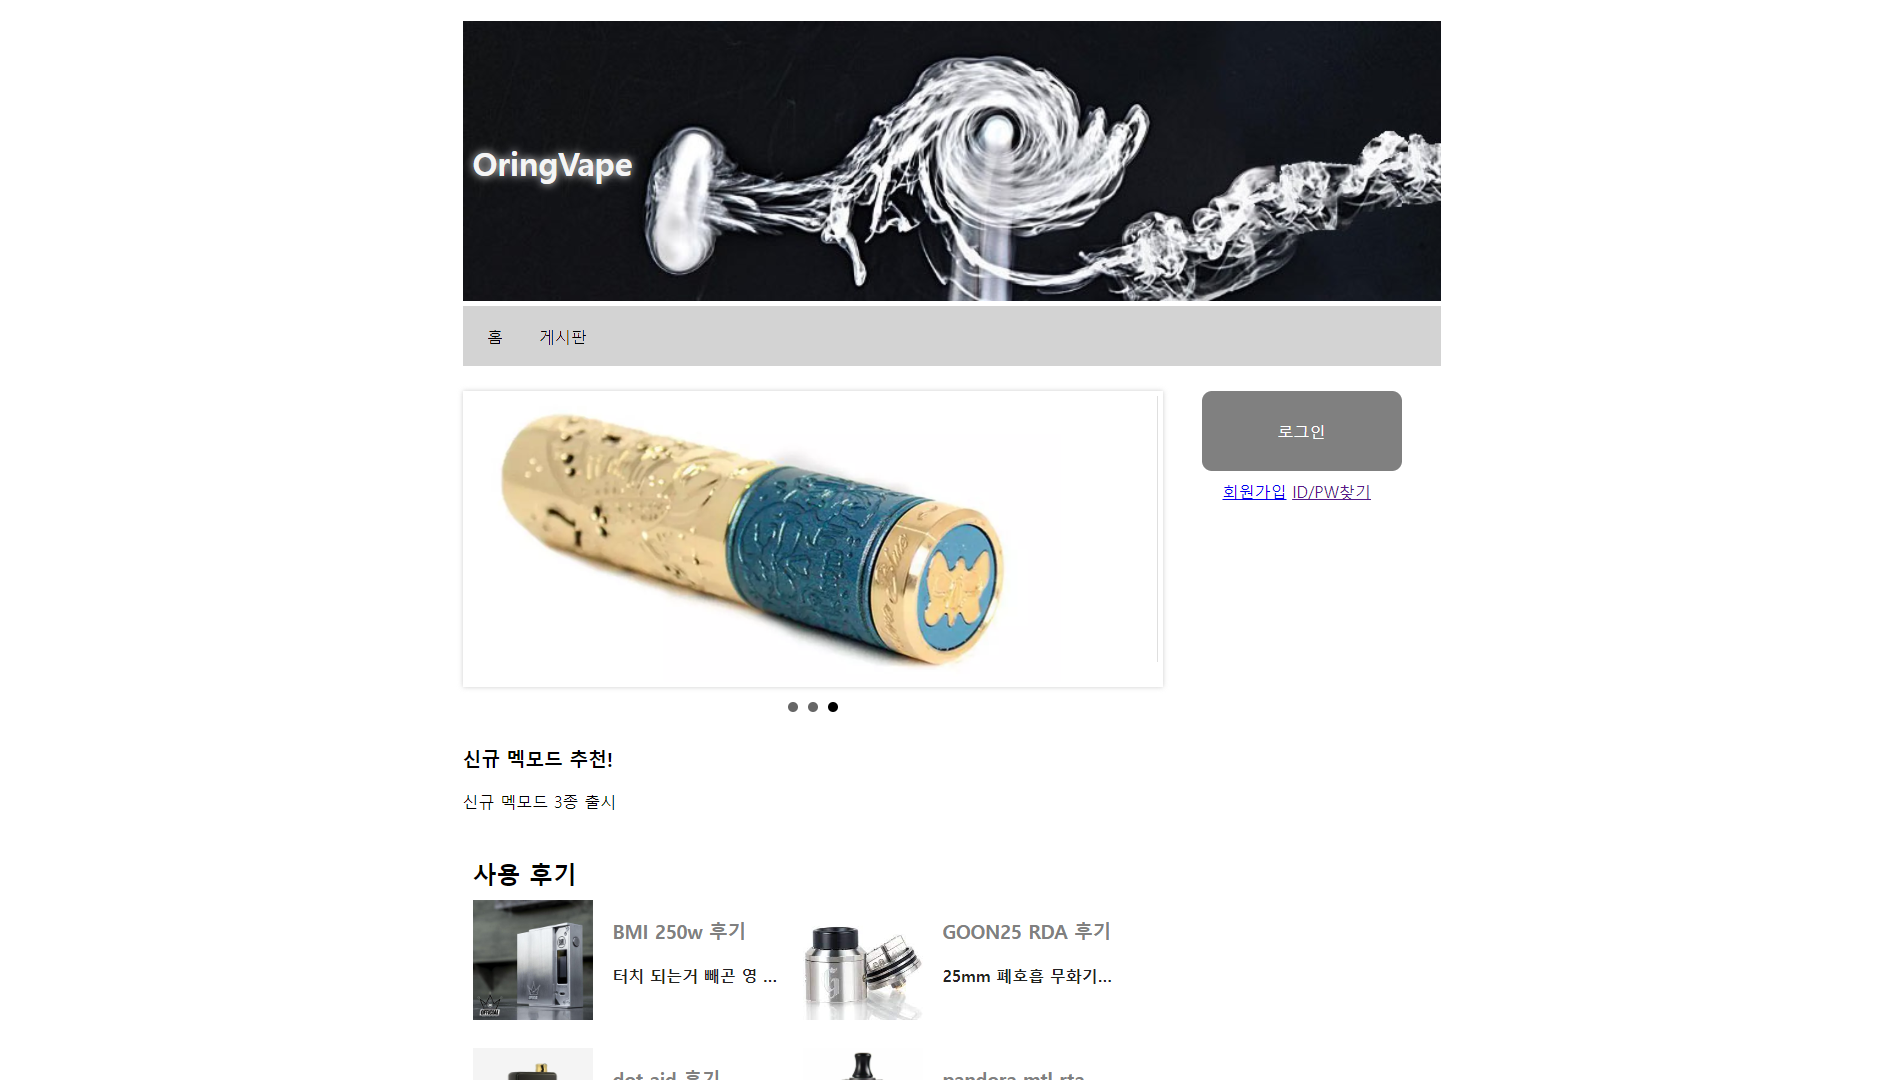 OringVape
홈 게시판
로그인
회원가입 ID/PW찾기
신규 멕모드 추천!
신규 멕모드 3종 출시
사용 후기
BMI 250w 후기
터치 되는거 빼곤 영 ...
GOON25 RDA 후기
25mm 폐호흡 무화기...
dot aid 후기
pandora mtl rta